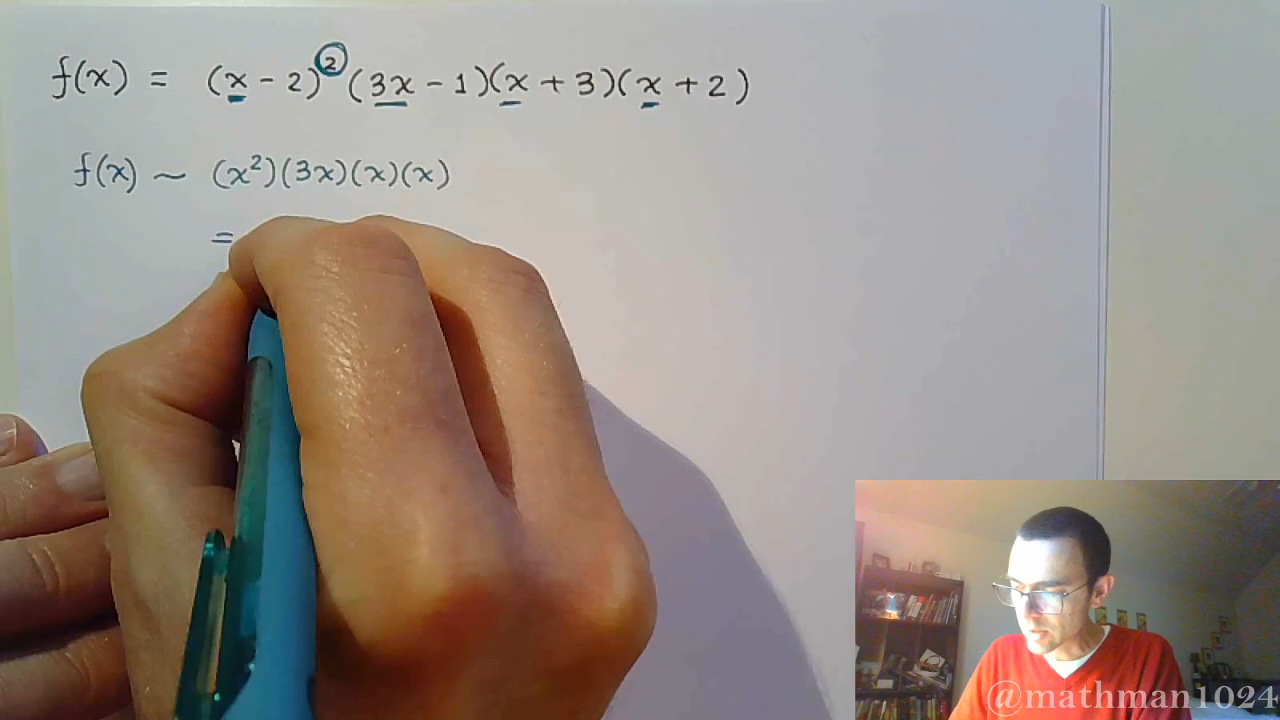 f(x) = (x - 2)² (3x - 1)(x + 3)(x + 2)
f(x) ~ (x²)(3x)(x)(x)
=
@mathman1024